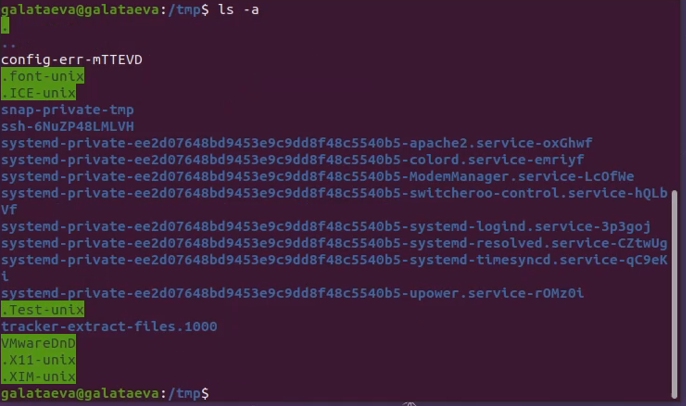 galataeva@galataeva:/tmp$ ls -a
.
..
config-err-mTTEVD
.font-unix
.ICE-unix
snap-private-tmp
ssh-6NuZP48LMLVH
systemd-private-ee2d07648bd9453e9c9dd8f48c5540b5-apache2.service-oxGhwf
systemd-private-ee2d07648bd9453e9c9dd8f48c5540b5-colord.service-emriyf
systemd-private-ee2d07648bd9453e9c9dd8f48c5540b5-ModemManager.service-LcOfWe
systemd-private-ee2d07648bd9453e9c9dd8f48c5540b5-switcheroo-control.service-hQLb
Vf
systemd-private-ee2d07648bd9453e9c9dd8f48c5540b5-systemd-logind.service-3p3goj
systemd-private-ee2d07648bd9453e9c9dd8f48c5540b5-systemd-resolved.service-CZtwUg
systemd-private-ee2d07648bd9453e9c9dd8f48c5540b5-systemd-timesyncd.service-qC9eK
i
systemd-private-ee2d07648bd9453e9c9dd8f48c5540b5-upower.service-rOMz0i
.Test-unix
tracker-extract-files.1000
VMwareDnD
.X11-unix
.XIM-unix
galataeva@galataeva:/tmp$